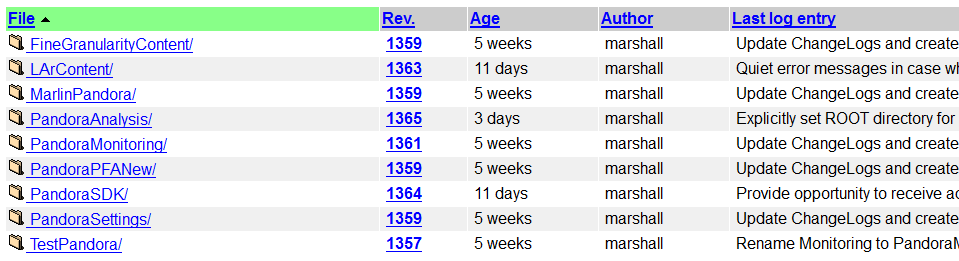 File Rev. Age Author Last log entry
FineGranularityContent/ 1359 5 weeks marshall Update ChangeLogs and create
LArContent/ 1363 11 days marshall Quiet error messages in case
MarlinPandora/ 1359 5 weeks marshall Update ChangeLogs and create
PandoraAnalysis/ 1365 3 days marshall Explicitly set ROOT directory for
PandoraMonitoring/ 1361 5 weeks marshall Update ChangeLogs and create
PandoraPFANew/ 1359 5 weeks marshall Update ChangeLogs and create
PandoraSDK/ 1364 11 days marshall Provide opportunity to receive
PandoraSettings/ 1359 5 weeks marshall Update ChangeLogs and create
TestPandora/ 1357 5 weeks marshall Rename Monitoring to